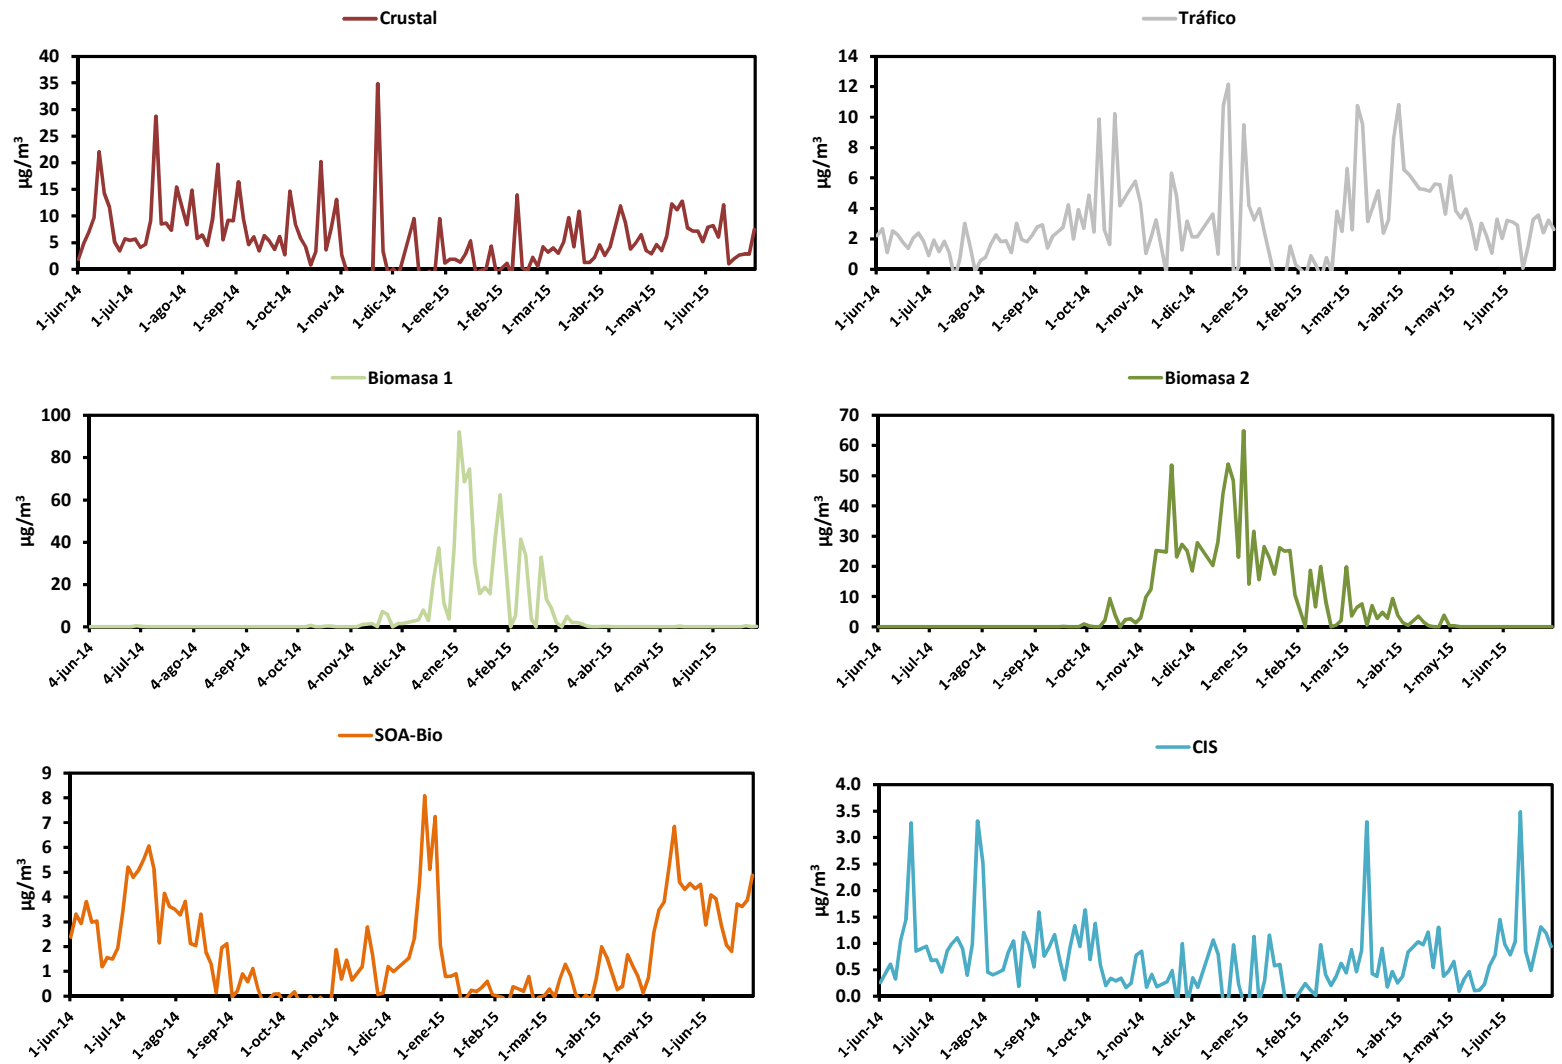 Crustal
40
35
30
25
20
15
10
5
0
µg/m³
1-jun-14
1-jul-14
1-ago-14
1-sep-14
1-oct-14
1-nov-14
1-dic-14
1-ene-15
1-feb-15
1-mar-15
1-abr-15
1-may-15
1-jun-15
Tráfico
14
12
10
8
6
4
2
0
µg/m³
1-jun-14
1-jul-14
1-ago-14
1-sep-14
1-oct-14
1-nov-14
1-dic-14
1-ene-15
1-feb-15
1-mar-15
1-abr-15
1-may-15
1-jun-15
Biomasa 1
100
80
60
40
20
0
µg/m³
4-jun-14
4-jul-14
4-ago-14
4-sep-14
4-oct-14
4-nov-14
4-dic-14
4-ene-15
4-feb-15
4-mar-15
4-abr-15
4-may-15
4-jun-15
Biomasa 2
70
60
50
40
30
20
10
0
µg/m³
1-jun-14
1-jul-14
1-ago-14
1-sep-14
1-oct-14
1-nov-14
1-dic-14
1-ene-15
1-feb-15
1-mar-15
1-abr-15
1-may-15
1-jun-15
SOA-Bio
9
8
7
6
5
4
3
2
1
0
µg/m³
1-jun-14
1-jul-14
1-ago-14
1-sep-14
1-oct-14
1-nov-14
1-dic-14
1-ene-15
1-feb-15
1-mar-15
1-abr-15
1-may-15
1-jun-15
CIS
4.0
3.5
3.0
2.5
2.0
1.5
1.0
0.5
0.0
µg/m³
1-jun-14
1-jul-14
1-ago-14
1-sep-14
1-oct-14
1-nov-14
1-dic-14
1-ene-15
1-feb-15
1-mar-15
1-abr-15
1-may-15
1-jun-15